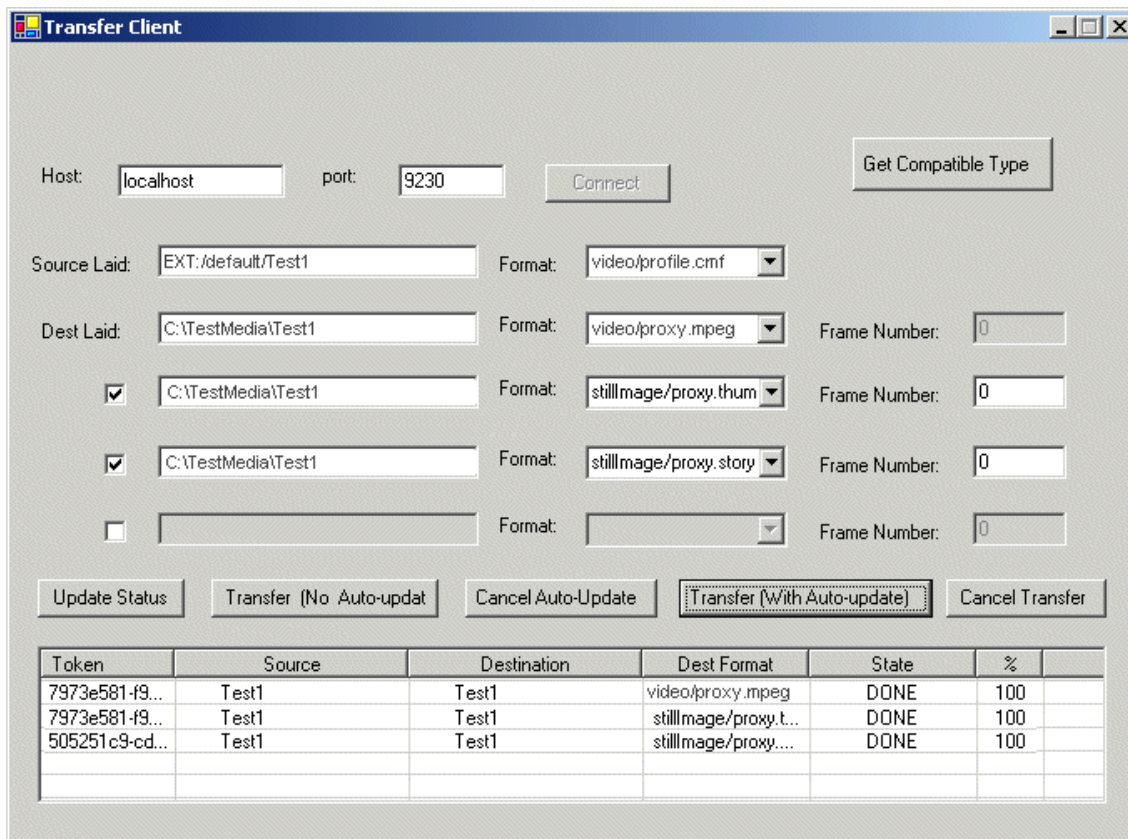 Transfer Client
Get Compatible Type
Host: localhost port: 9230 Connect
Source Laid: EXT:/default/Test1 Format: video/profile.cmf
Dest Laid: C:\TestMedia\Test1 Format: video/proxy.mpeg Frame Number: 0
C:\TestMedia\Test1 Format: stillImage/proxy.thum Frame Number: 0
C:\TestMedia\Test1 Format: stillImage/proxy.story Frame Number: 0
Format: Frame Number: 0
Update Status Transfer (No Auto-updat Cancel Auto-Update Transfer (With Auto-update) Cancel Transfer
Token Source Destination Dest Format State %
7973e581-f9... Test1 Test1 video/proxy.mpeg DONE 100
7973e581-f9... Test1 Test1 stillImage/proxy.t... DONE 100
505251c9-cd... Test1 Test1 stillImage/proxy.... DONE 100